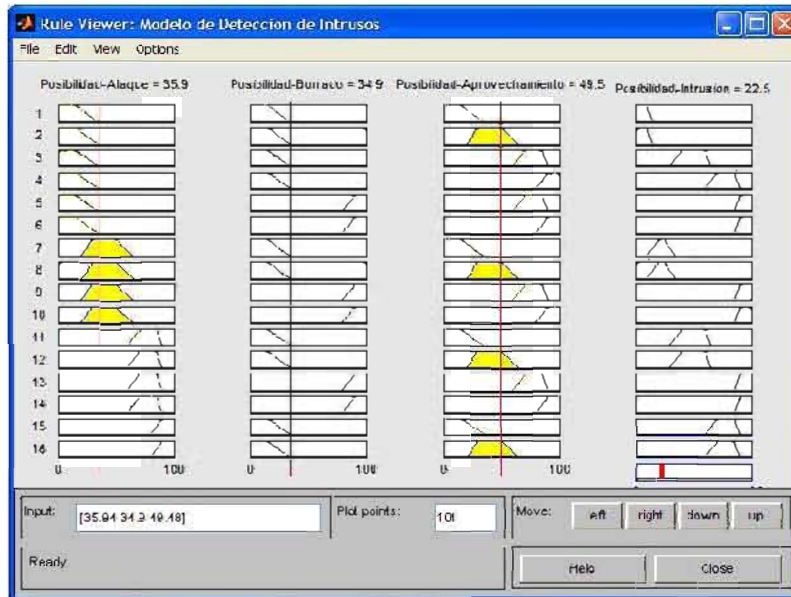 Rule Viewer: Modelo de Deteccion de Intrusos
File Edit View Options
Posibilidad-Ataque = 35.9
Posibilidad-Borraco = 34.9
Posibilidad-Aprovechamiento = 49.5
Posibilidad-Intrusion = 22.5
1
2
3
4
5
6
7
8
9
10
11
12
13
14
15
16
0 100
0 100
0 100
Input: [35.94 34.9 49.48]
Plot points: 101
Move: left right down up
Ready
Help Close